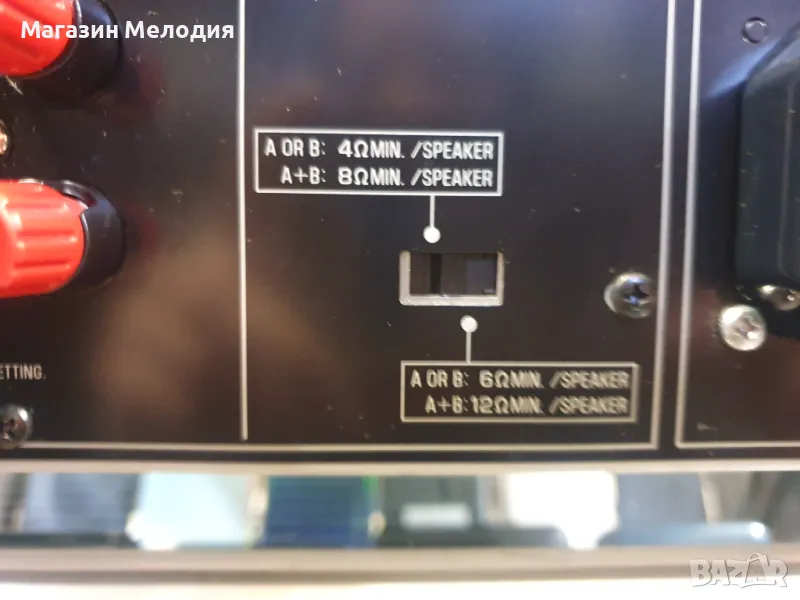 Магазин Мелодия
A OR B: 4ΩMIN. /SPEAKER
A+B: 8ΩMIN. /SPEAKER
ETTING.
A OR B: 6ΩMIN. /SPEAKER
A+B:12ΩMIN. /SPEAKER
BAZAR